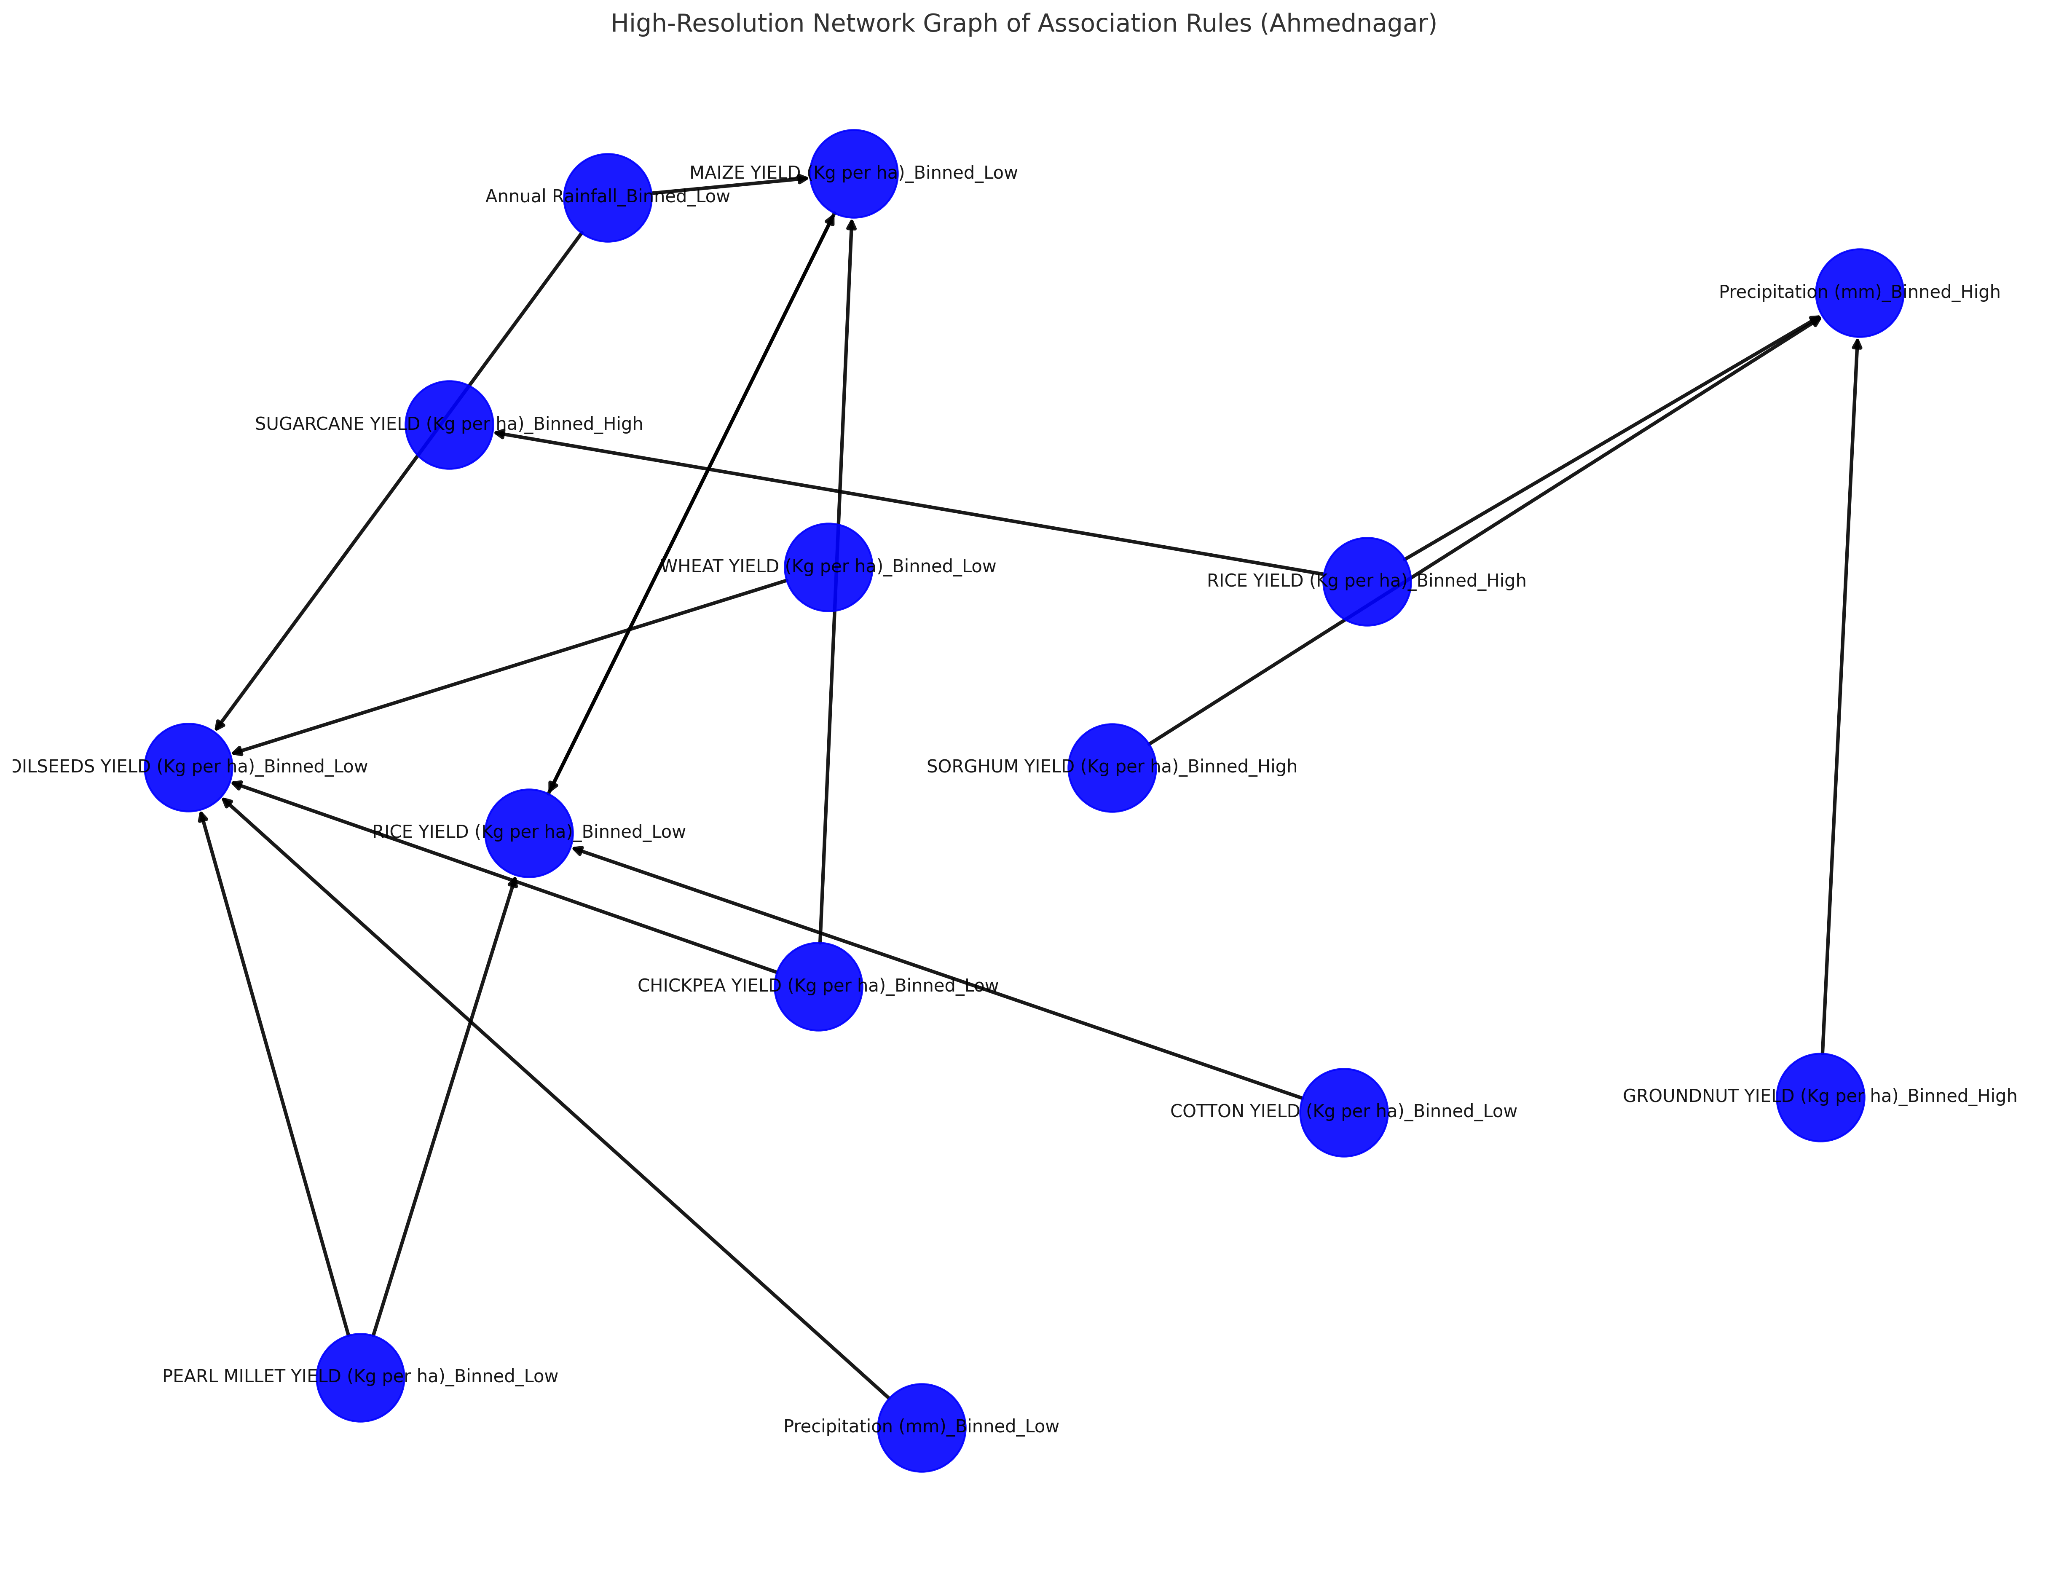 High-Resolution Network Graph of Association Rules (Ahmednagar)
MAIZE YIELD (Kg per ha)_Binned_Low
Annual Rainfall_Binned_Low
Precipitation (mm)_Binned_High
SUGARCANE YIELD (Kg per ha)_Binned_High
WHEAT YIELD (Kg per ha)_Binned_Low
RICE YIELD (Kg per ha)_Binned_High
OILSEEDS YIELD (Kg per ha)_Binned_Low
SORGHUM YIELD (Kg per ha)_Binned_High
RICE YIELD (Kg per ha)_Binned_Low
CHICKPEA YIELD (Kg per ha)_Binned_Low
GROUNDNUT YIELD (Kg per ha)_Binned_High
COTTON YIELD (Kg per ha)_Binned_Low
PEARL MILLET YIELD (Kg per ha)_Binned_Low
Precipitation (mm)_Binned_Low